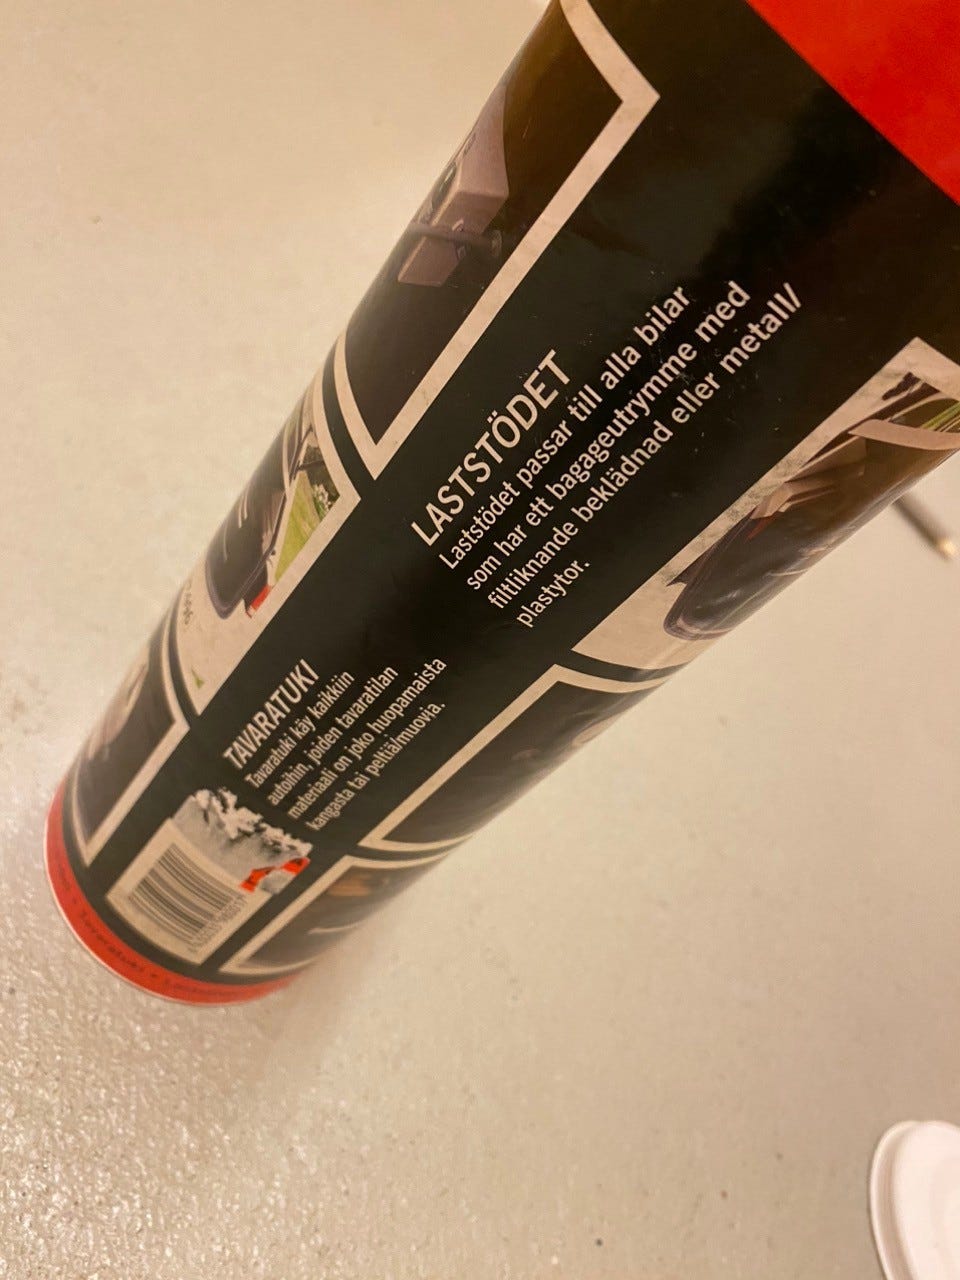 LASTSTÖDET
Laststödet passar till alla bilar
som har ett bagageutrymme med
filtliknande beklädnad eller metall/
plastytor.
TAVARATUKI
Tavaratuki käy kaikkiin
autoihin, joiden tavaratilan
materiaali on joko huopamaista
kangasta tai peltiä/muovia.
Tavaratuki •